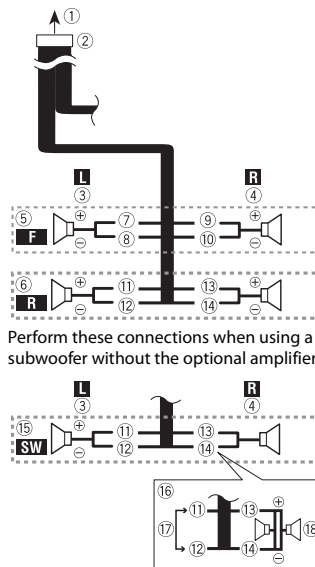 ①
②
L R
③ ④
⑤ ⊕ ⑦ ⑨ ⊕
F ⊖ ⑧ ⑩ ⊖
⑥ ⊕ ⑪ ⑬ ⊕
R ⊖ ⑫ ⑭ ⊖
Perform these connections when using a
subwoofer without the optional amplifier
L R
③ ④
⑮ ⊕ ⑪ ⑬
SW ⊖ ⑫ ⑭
⑯
⑰ ⑪ ⑬ ⊕ ⑱
⑫ ⑭ ⊖